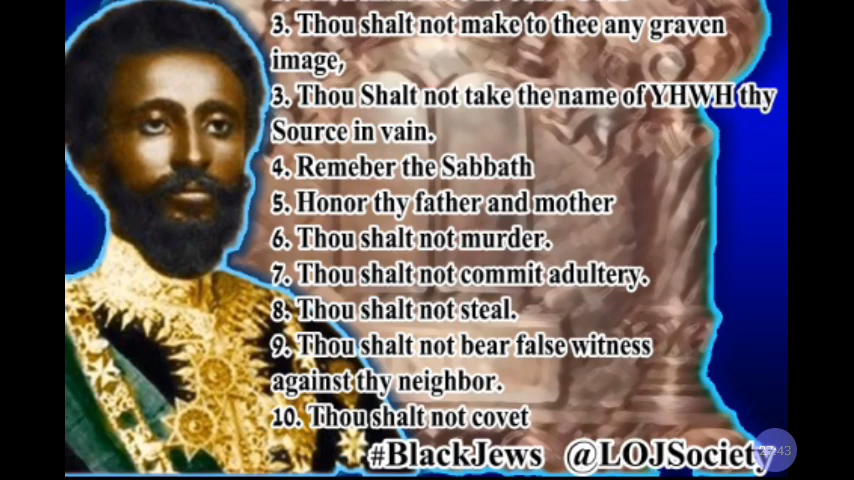 3. Thou shalt not make to thee any graven
image,
3. Thou Shalt not take the name of YHWH thy
Source in vain.
4. Remeber the Sabbath
5. Honor thy father and mother
6. Thou shalt not murder.
7. Thou shalt not commit adultery.
8. Thou shalt not steal.
9. Thou shalt not bear false witness
against thy neighbor.
10. Thou shalt not covet
#BlackJews @LOJSociety